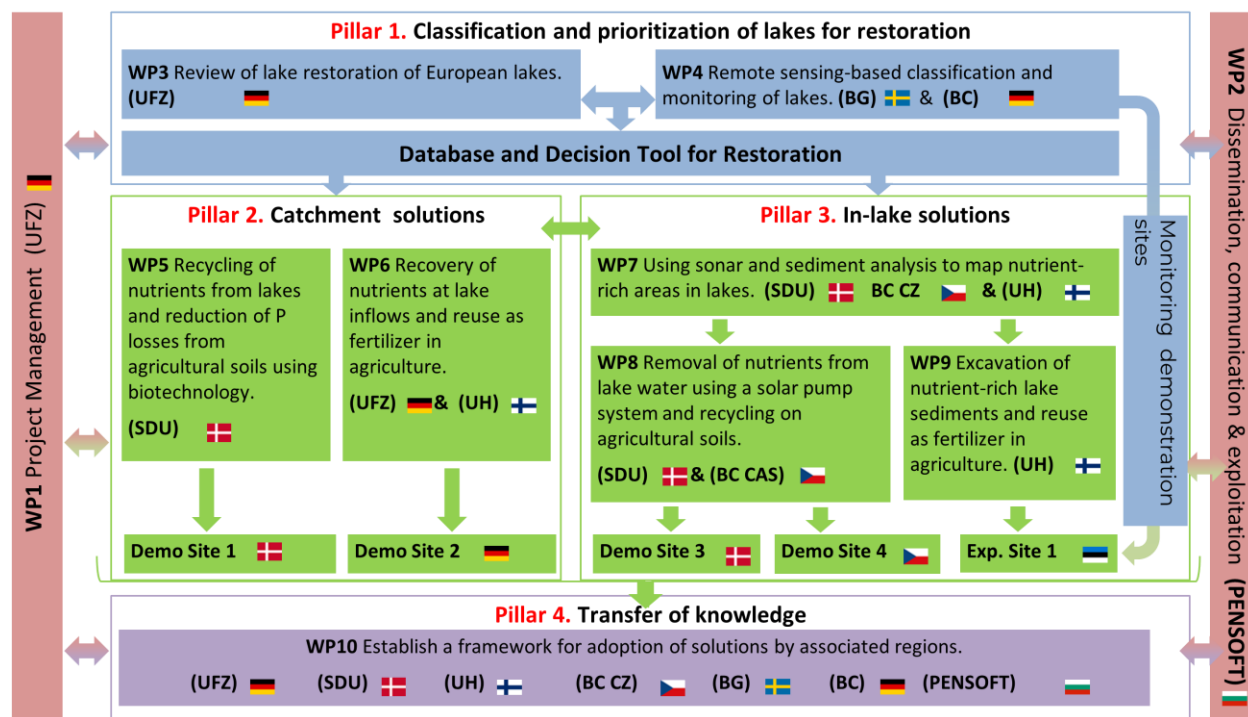 WP1 Project Management (UFZ)
Pillar 1. Classification and prioritization of lakes for restoration
WP3 Review of lake restoration of European lakes.
(UFZ)
WP4 Remote sensing-based classification and
monitoring of lakes. (BG) & (BC)
Database and Decision Tool for Restoration
Pillar 2. Catchment solutions
WP5 Recycling of
nutrients from lakes
and reduction of P
losses from
agricultural soils using
biotechnology.
(SDU)
WP6 Recovery of
nutrients at lake
inflows and reuse as
fertilizer in
agriculture.
(UFZ) & (UH)
Demo Site 1
Demo Site 2
Pillar 3. In-lake solutions
WP7 Using sonar and sediment analysis to map nutrient-
rich areas in lakes. (SDU) BC CZ & (UH)
WP8 Removal of nutrients from
lake water using a solar pump
system and recycling on
agricultural soils.
(SDU) & (BC CAS)
WP9 Excavation of
nutrient-rich lake
sediments and reuse
as fertilizer in
agriculture. (UH)
Demo Site 3
Demo Site 4
Exp. Site 1
Monitoring demonstration
sites
Pillar 4. Transfer of knowledge
WP10 Establish a framework for adoption of solutions by associated regions.
(UFZ) (SDU) (UH) (BC CZ) (BG) (BC) (PENSOFT)
WP2 Dissemination, communication & exploitation (PENSOFT)